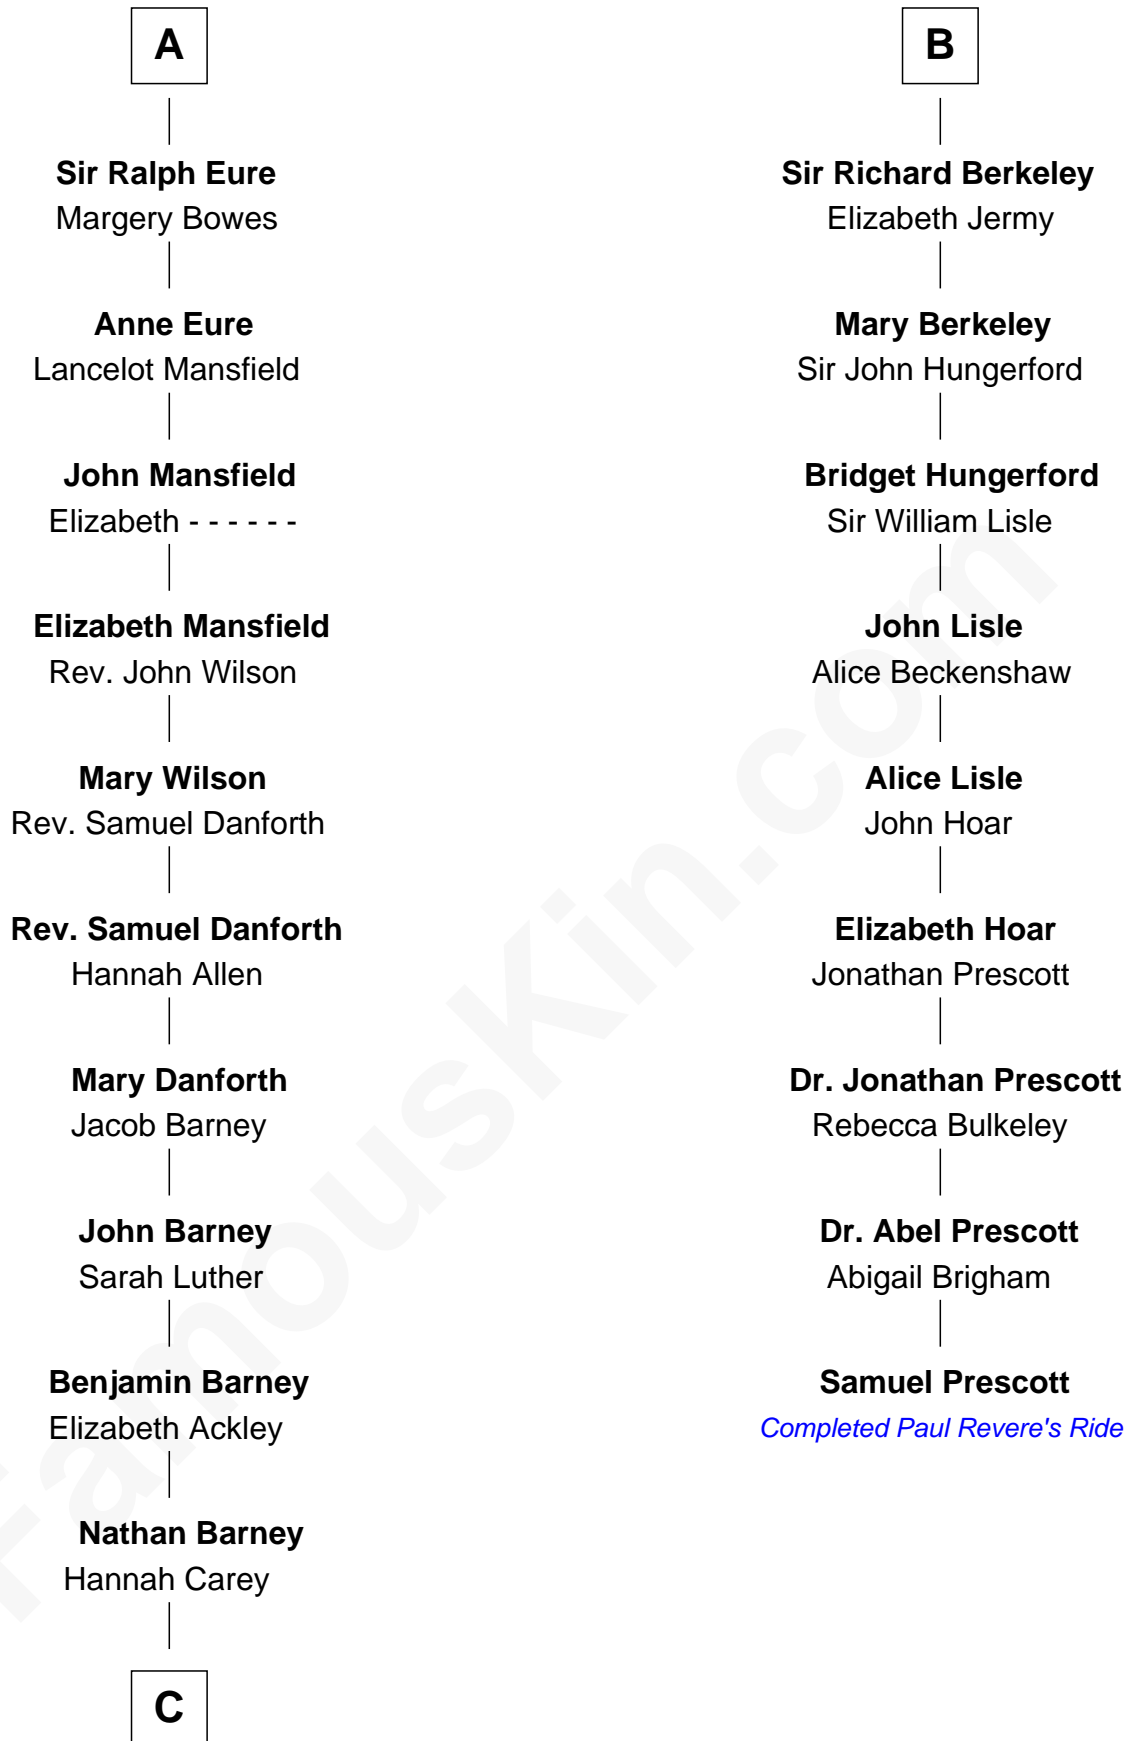 A
Sir Ralph Eure
Margery Bowes
Anne Eure
Lancelot Mansfield
John Mansfield
Elizabeth - - - - - -
Elizabeth Mansfield
Rev. John Wilson
Mary Wilson
Rev. Samuel Danforth
Rev. Samuel Danforth
Hannah Allen
Mary Danforth
Jacob Barney
John Barney
Sarah Luther
Benjamin Barney
Elizabeth Ackley
Nathan Barney
Hannah Carey
C
B
Sir Richard Berkeley
Elizabeth Jermy
Mary Berkeley
Sir John Hungerford
Bridget Hungerford
Sir William Lisle
John Lisle
Alice Beckenshaw
Alice Lisle
John Hoar
Elizabeth Hoar
Jonathan Prescott
Dr. Jonathan Prescott
Rebecca Bulkeley
Dr. Abel Prescott
Abigail Brigham
Samuel Prescott
Completed Paul Revere's Ride
FamousKin.com